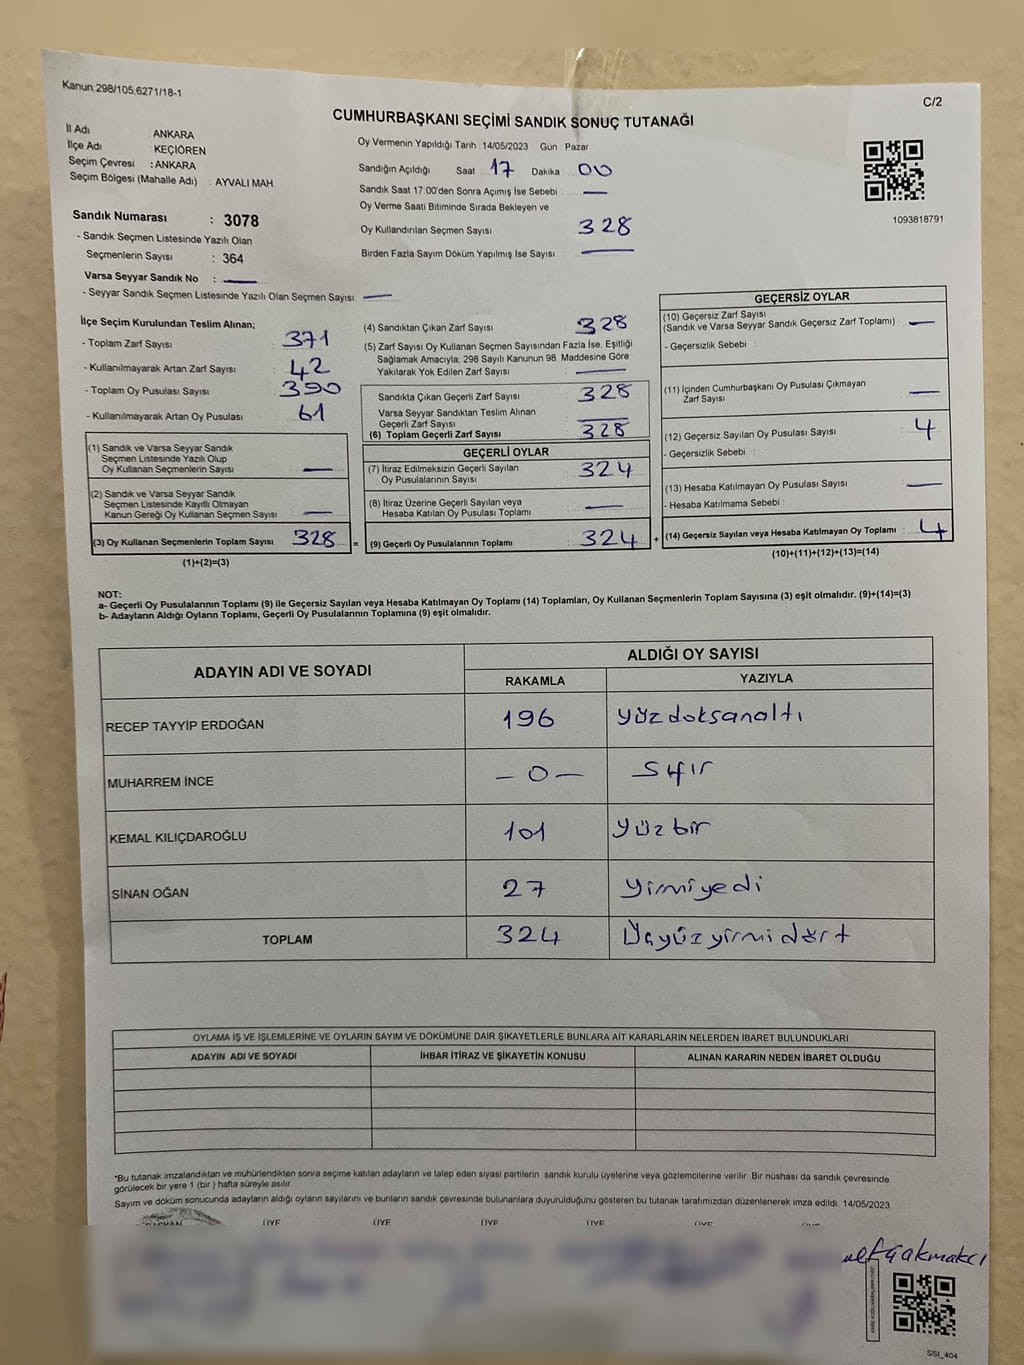 Kanun:298/105,6271/18-1
C/2
CUMHURBAŞKANI SEÇİMİ SANDIK SONUÇ TUTANAĞI
İl Adı : ANKARA
İlçe Adı : KEÇİÖREN
Seçim Çevresi : ANKARA
Seçim Bölgesi (Mahalle Adı) : AYVALI MAH.
Sandık Numarası : 3078
- Sandık Seçmen Listesinde Yazılı Olan
Seçmenlerin Sayısı : 364
Varsa Seyyar Sandık No : —
- Seyyar Sandık Seçmen Listesinde Yazılı Olan Seçmen Sayısı: —
Oy Vermenin Yapıldığı Tarih :14/05/2023 Gün : Pazar
Sandığın Açıldığı Saat 17 Dakika 00
Sandık Saat 17:00'den Sonra Açımış İse Sebebi : —
Oy Verme Saati Bitiminde Sırada Bekleyen ve
Oy Kullandırılan Seçmen Sayısı : 328
Birden Fazla Sayım Döküm Yapılmış İse Sayısı : —
1093818791
İlçe Seçim Kurulundan Teslim Alınan;
- Toplam Zarf Sayısı : 371
- Kullanılmayarak Artan Zarf Sayısı : 42
- Toplam Oy Pusulası Sayısı : 390
- Kullanılmayarak Artan Oy Pusulası : 61
(1) Sandık ve Varsa Seyyar Sandık
Seçmen Listesinde Yazılı Olup
Oy Kullanan Seçmenlerin Sayısı : —
(2) Sandık ve Varsa Seyyar Sandık
Seçmen Listesinde Kayıtlı Olmayan
Kanun Gereği Oy Kullanan Seçmen Sayısı : —
(3) Oy Kullanan Seçmenlerin Toplam Sayısı : 328
(1)+(2)=(3)
(4) Sandıktan Çıkan Zarf Sayısı : 328
(5) Zarf Sayısı Oy Kullanan Seçmen Sayısından Fazla İse, Eşitliği
Sağlamak Amacıyla; 298 Sayılı Kanunun 98. Maddesine Göre
Yakılarak Yok Edilen Zarf Sayısı : —
Sandıkta Çıkan Geçerli Zarf Sayısı : 328
Varsa Seyyar Sandıktan Teslim Alınan
Geçerli Zarf Sayısı : —
(6) Toplam Geçerli Zarf Sayısı : 328
GEÇERLİ OYLAR
(7) İtiraz Edilmeksizin Geçerli Sayılan
Oy Pusulalarının Sayısı : 324
(8) İtiraz Üzerine Geçerli Sayılan veya
Hesaba Katılan Oy Pusulası Toplamı : —
= (9) Geçerli Oy Pusulalarının Toplamı : 324
GEÇERSİZ OYLAR
(10) Geçersiz Zarf Sayısı
(Sandık ve Varsa Seyyar Sandık Geçersiz Zarf Toplamı) : —
- Geçersizlik Sebebi :
(11) İçinden Cumhurbaşkanı Oy Pusulası Çıkmayan
Zarf Sayısı : —
(12) Geçersiz Sayılan Oy Pusulası Sayısı : 4
- Geçersizlik Sebebi :
(13) Hesaba Katılmayan Oy Pusulası Sayısı : —
- Hesaba Katılmama Sebebi :
+ (14) Geçersiz Sayılan veya Hesaba Katılmayan Oy Toplamı : 4
(10)+(11)+(12)+(13)=(14)
NOT:
a- Geçerli Oy Pusulalarının Toplamı (9) ile Geçersiz Sayılan veya Hesaba Katılmayan Oy Toplamı (14) Toplamları, Oy Kullanan Seçmenlerin Toplam Sayısına (3) eşit olmalıdır. (9)+(14)=(3)
b- Adayların Aldığı Oyların Toplamı, Geçerli Oy Pusulalarının Toplamına (9) eşit olmalıdır.
ADAYIN ADI VE SOYADI
ALDIĞI OY SAYISI
RAKAMLA YAZIYLA
RECEP TAYYİP ERDOĞAN 196 yüzdoksanaltı
MUHARREM İNCE – 0 — Sıfır
KEMAL KILIÇDAROĞLU 101 yüzbir
SİNAN OĞAN 27 yirmiyedi
TOPLAM 324 Üçyüzyirmidört
OYLAMA İŞ VE İŞLEMLERİNE VE OYLARIN SAYIM VE DÖKÜMÜNE DAİR ŞİKAYETLERLE BUNLARA AİT KARARLARIN NELERDEN İBARET BULUNDUKLARI
ADAYIN ADI VE SOYADI İHBAR İTİRAZ VE ŞİKAYETİN KONUSU ALINAN KARARIN NEDEN İBARET OLDUĞU
*Bu tutanak imzalandıktan ve mühürlendikten sonra seçime katılan adayların ve talep eden siyasi partilerin sandık kurulu üyelerine veya gözlemcilerine verilir. Bir nüshası da sandık çevresinde
görülecek bir yere 1 (bir ) hafta süreyle asılır.
Sayım ve döküm sonucunda adayların aldığı oyların sayılarını ve bunların sandık çevresinde bulunanlara duyurulduğunu gösteren bu tutanak tarafımızdan düzenlenerek imza edildi. 14/05/2023
BAŞKAN ÜYE ÜYE ÜYE ÜYE ÜYE ÜYE
SSI_404